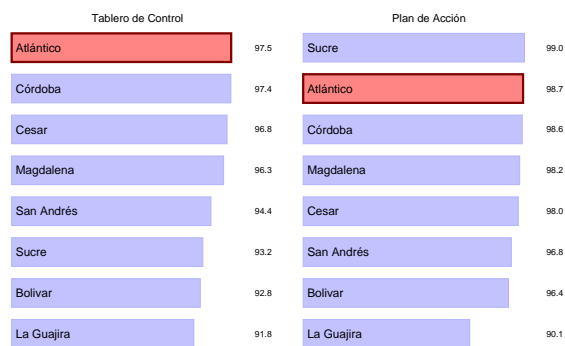 Tablero de Control
Atlántico 97.5
Córdoba 97.4
Cesar 96.8
Magdalena 96.3
San Andrés 94.4
Sucre 93.2
Bolivar 92.8
La Guajira 91.8
Plan de Acción
Sucre 99.0
Atlántico 98.7
Córdoba 98.6
Magdalena 98.2
Cesar 98.0
San Andrés 96.8
Bolivar 96.4
La Guajira 90.1